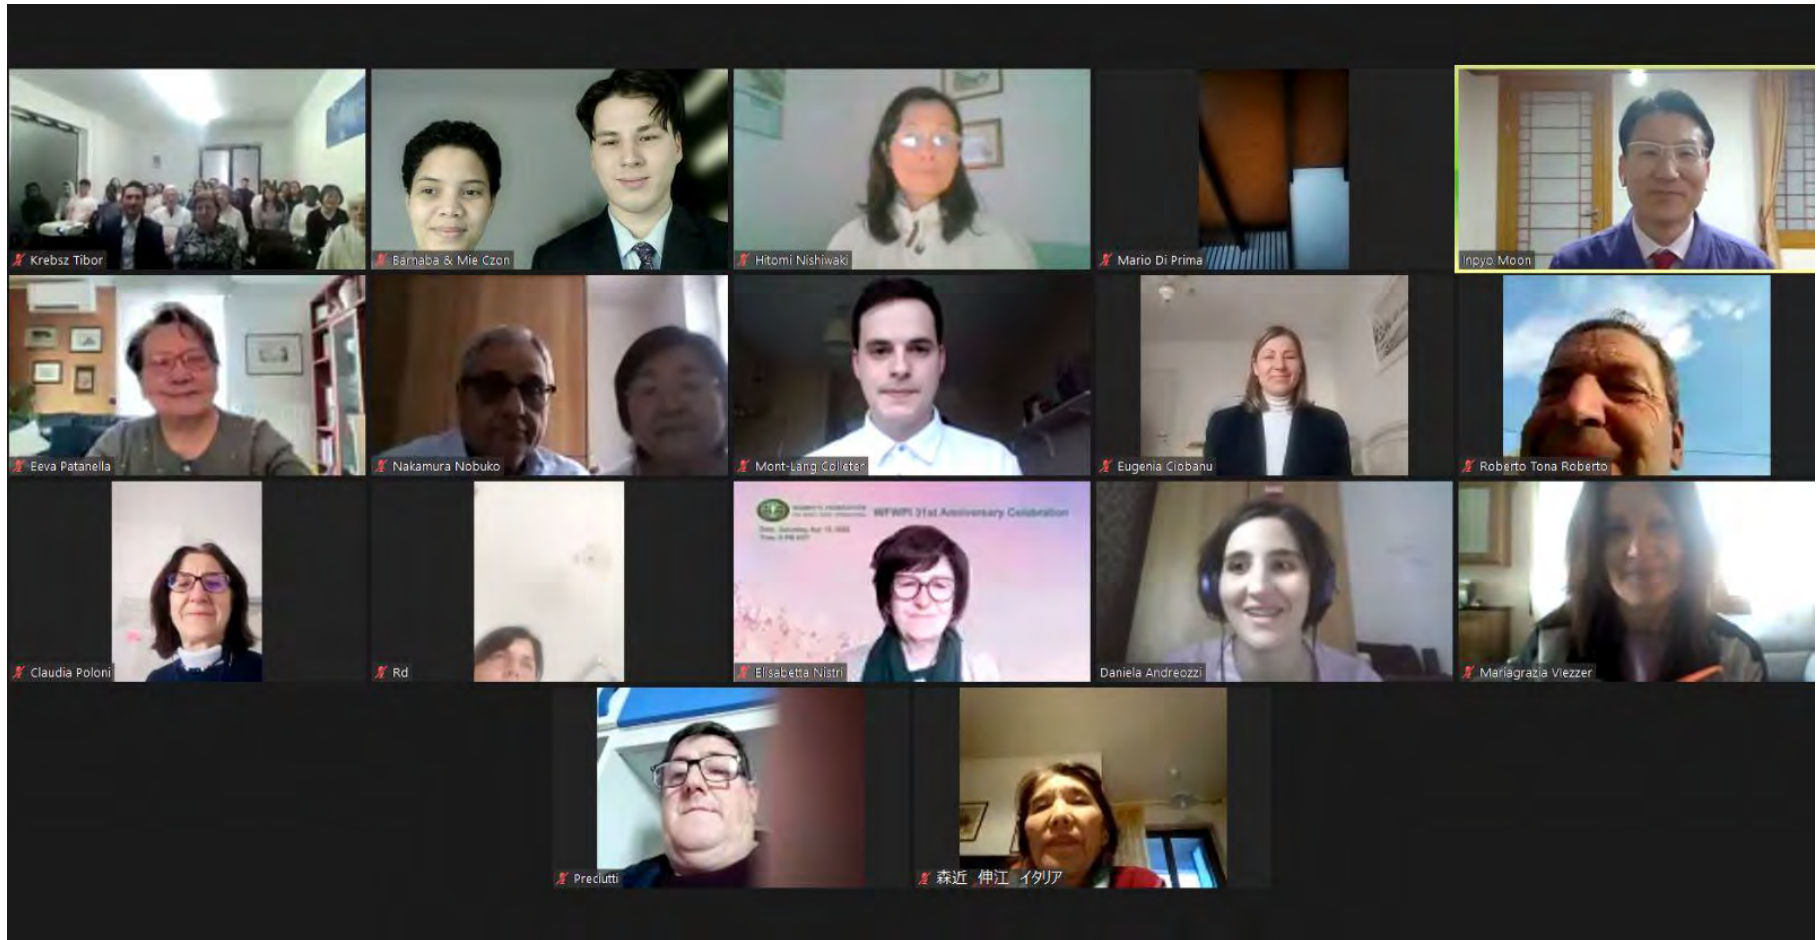 Krebsz Tibor
Barnaba & Mie Czon
Hitomi Nishiwaki
Mario Di Prima
Inpyo Moon
Eeva Patanella
Nakamura Nobuko
Mont-Lang Colleter
Eugenia Ciobanu
Roberto Tona Roberto
WFWPI 31st Anniversary Celebration
Claudia Poloni
Rd
Elisabetta Nistri
Daniela Andreozzi
Mariagrazia Viezzer
Preciutti
森近 伸江 イタリア